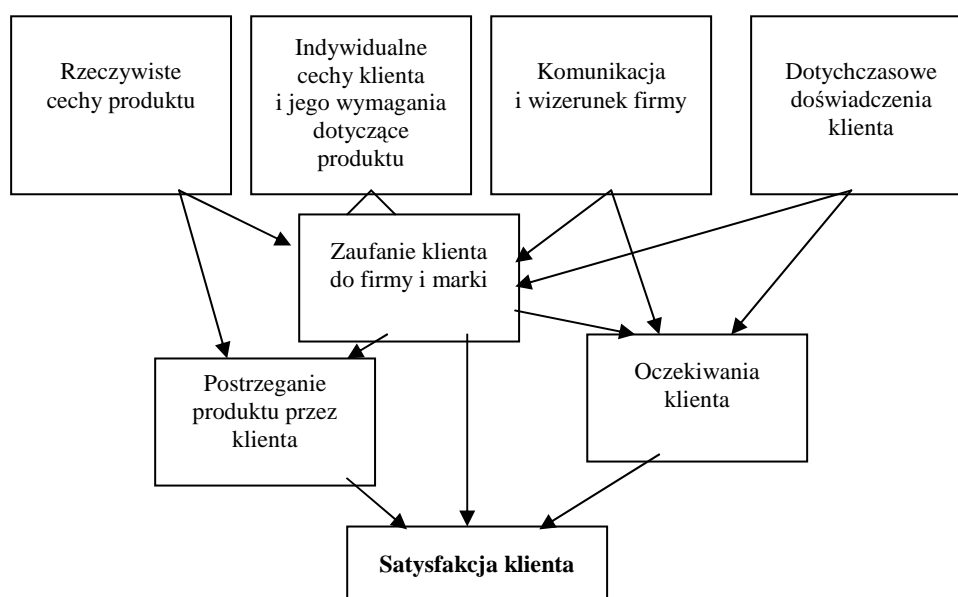 Rzeczywiste
cechy produktu
Indywidualne
cechy klienta
i jego wymagania
dotyczące
produktu
Komunikacja
i wizerunek firmy
Dotychczasowe
doświadczenia
klienta
Zaufanie klienta
do firmy i marki
Postrzeganie
produktu przez
klienta
Oczekiwania
klienta
Satysfakcja klienta